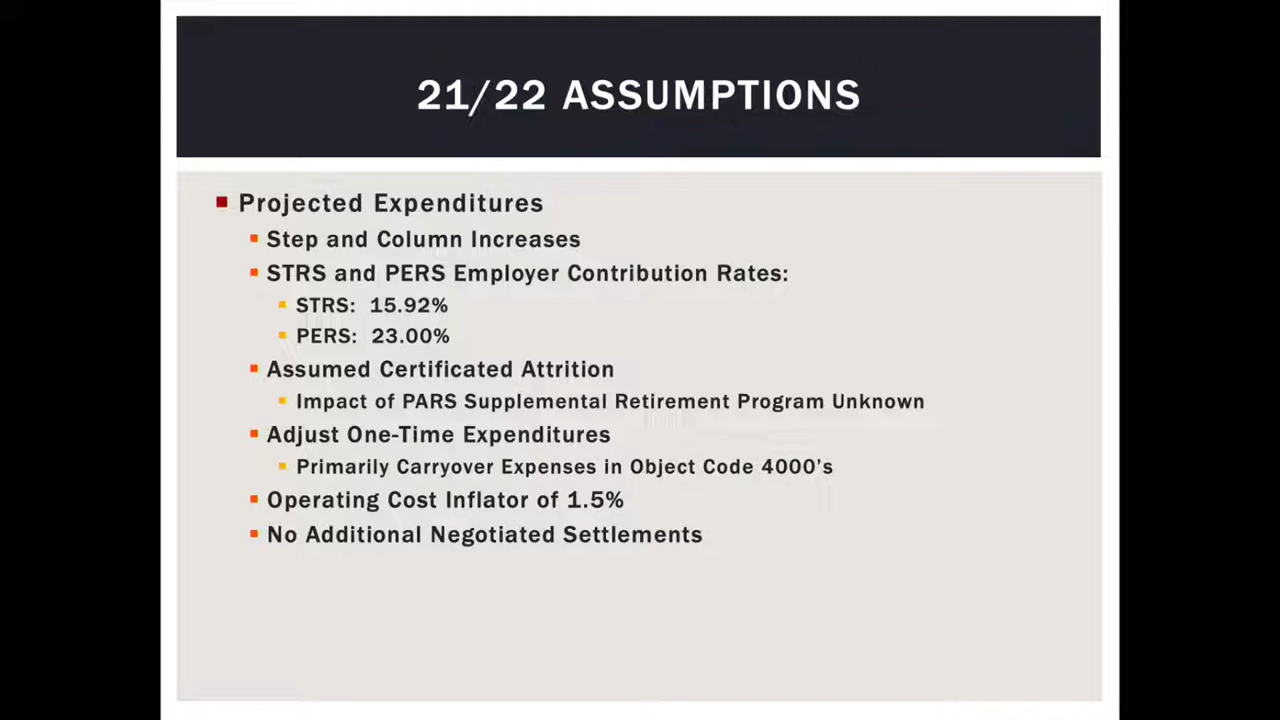 21/22 ASSUMPTIONS
Projected Expenditures
Step and Column Increases
STRS and PERS Employer Contribution Rates:
STRS: 15.92%
PERS: 23.00%
Assumed Certificated Attrition
Impact of PARS Supplemental Retirement Program Unknown
Adjust One-Time Expenditures
Primarily Carryover Expenses in Object Code 4000’s
Operating Cost Inflator of 1.5%
No Additional Negotiated Settlements